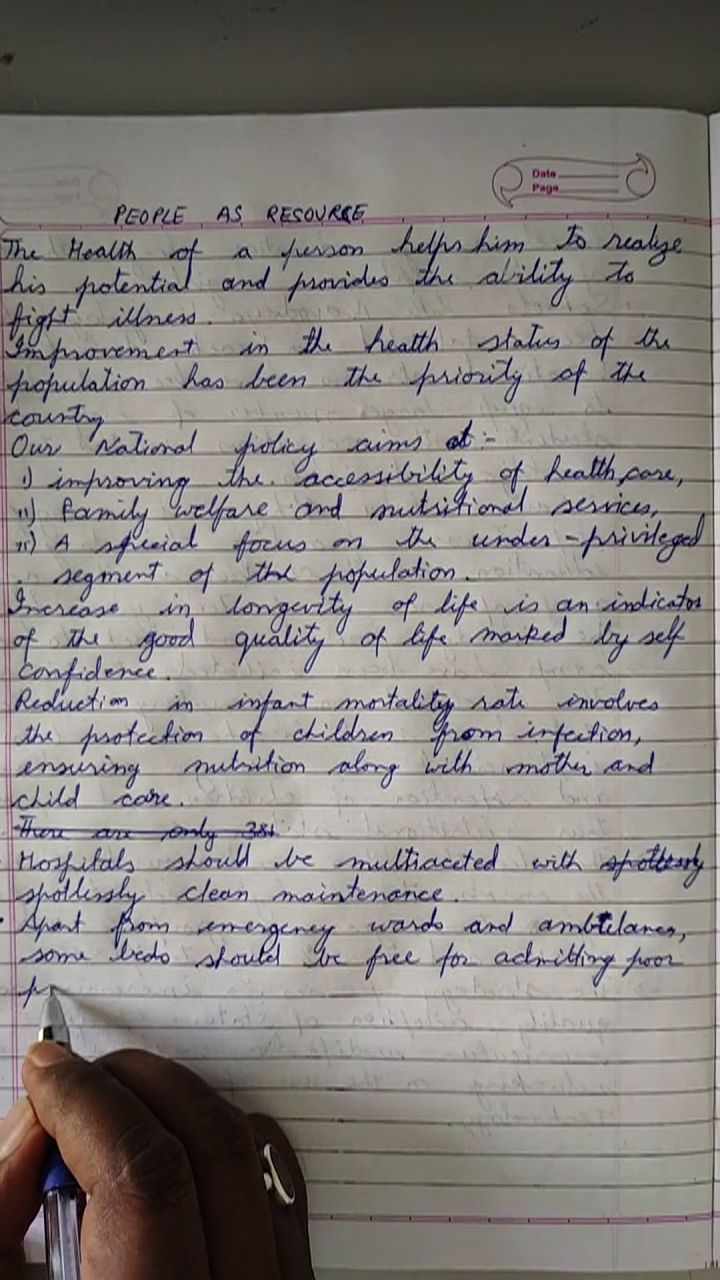 Date
Page
PEOPLE AS RESOURCE
The Health of a person helps him to realize
his potential and provides the ability to
fight illness.
Improvement in the health status of the
population has been the priority of the
country
Our National policy aims at:-
i) improving the accessibility of health care,
ii) Family welfare and nutritional services,
iii) A special focus on the under-privileged
segment of the population.
Increase in longevity of life is an indicator
of the good quality of life marked by self
confidence.
Reduction in infant mortality rate involves
the protection of children from infection,
ensuring nutrition along with mother and
child care.
There are only 381
Hospitals should be multiaceted with spotlessly
spotlessly clean maintenance.
Apart from emergency wards and ambulances,
some beds should be free for admitting poor
p